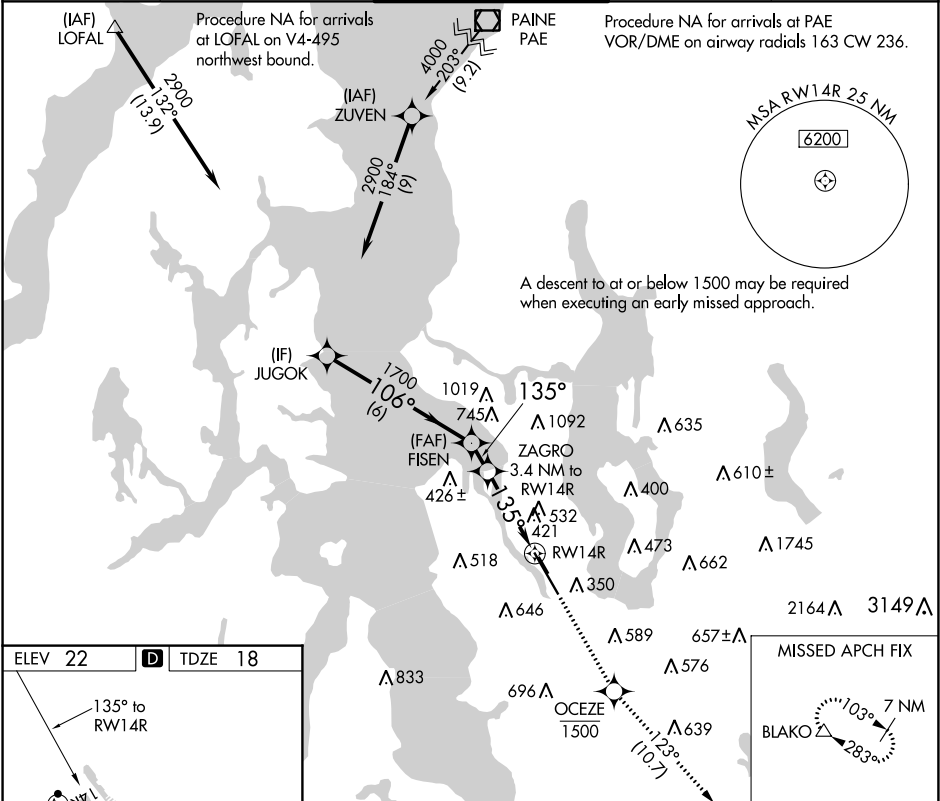 (IAF)
LOFAL
Procedure NA for arrivals
at LOFAL on V4-495
northwest bound.
PAINE
PAE
Procedure NA for arrivals at PAE
VOR/DME on airway radials 163 CW 236.
2900
132°
(13.9)
4000
203°
(9.2)
(IAF)
ZUVEN
2900
184°
(9)
MSA RW14R 25 NM
6200
A descent to at or below 1500 may be required
when executing an early missed approach.
(IF)
JUGOK
1700
106°
(6)
1019
745
135°
1092
635
(FAF)
FISEN
ZAGRO
3.4 NM to
RW14R
426 ±
135°
400
610 ±
532
421
RW14R
518
473
662
1745
350
646
589
657 ±
2164
3149
576
833
696
OCEZE
1500
639
123°
(10.7)
ELEV 22
D
TDZE 18
135° to
RW14R
14R
MISSED APCH FIX
BLAKO
103°
7 NM
283°